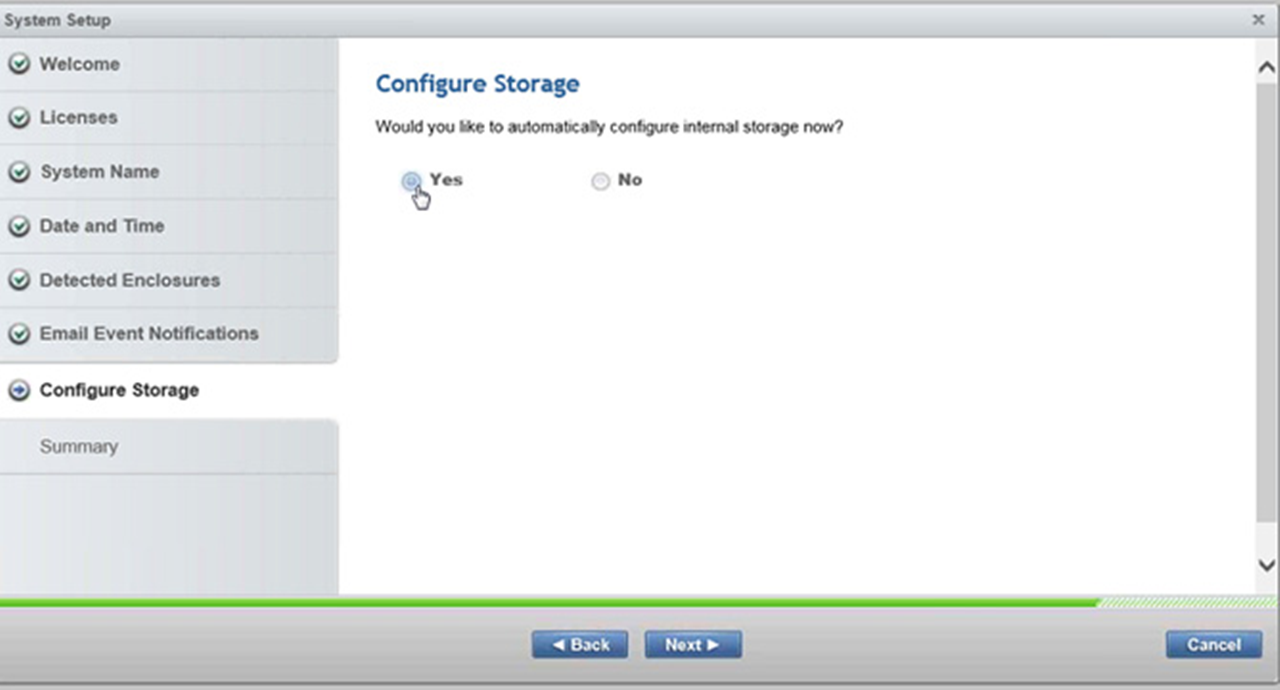 System Setup
Welcome
Licenses
System Name
Date and Time
Detected Enclosures
Email Event Notifications
Configure Storage
Summary
Configure Storage
Would you like to automatically configure internal storage now?
Yes No
Back Next Cancel